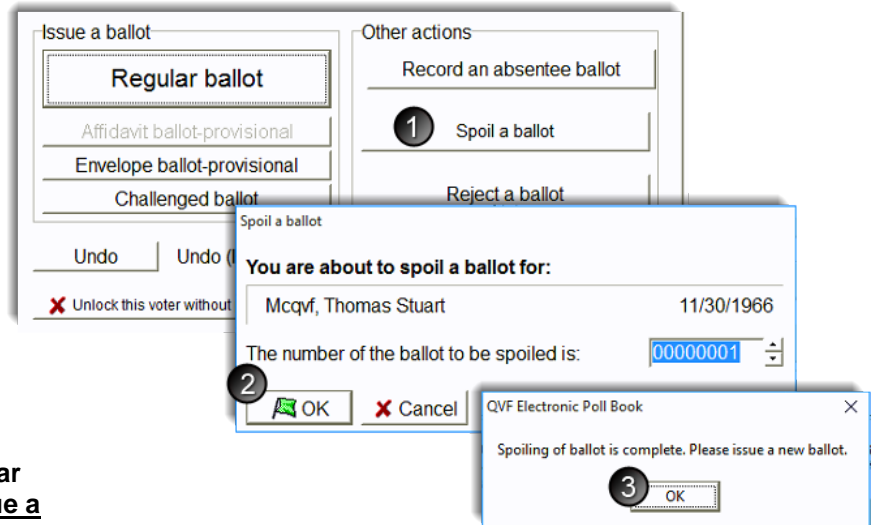 Issue a ballot
Regular ballot
Affidavit ballot-provisional
Envelope ballot-provisional
Challenged ballot
Undo
Undo (
Unlock this voter without
Other actions
Record an absentee ballot
1
Spoil a ballot
Reject a ballot
Spoil a ballot
You are about to spoil a ballot for:
Mcqvf, Thomas Stuart 11/30/1966
The number of the ballot to be spoiled is: 00000001
2
OK
Cancel
QVF Electronic Poll Book
Spoiling of ballot is complete. Please issue a new ballot.
3
OK
ar
ue a